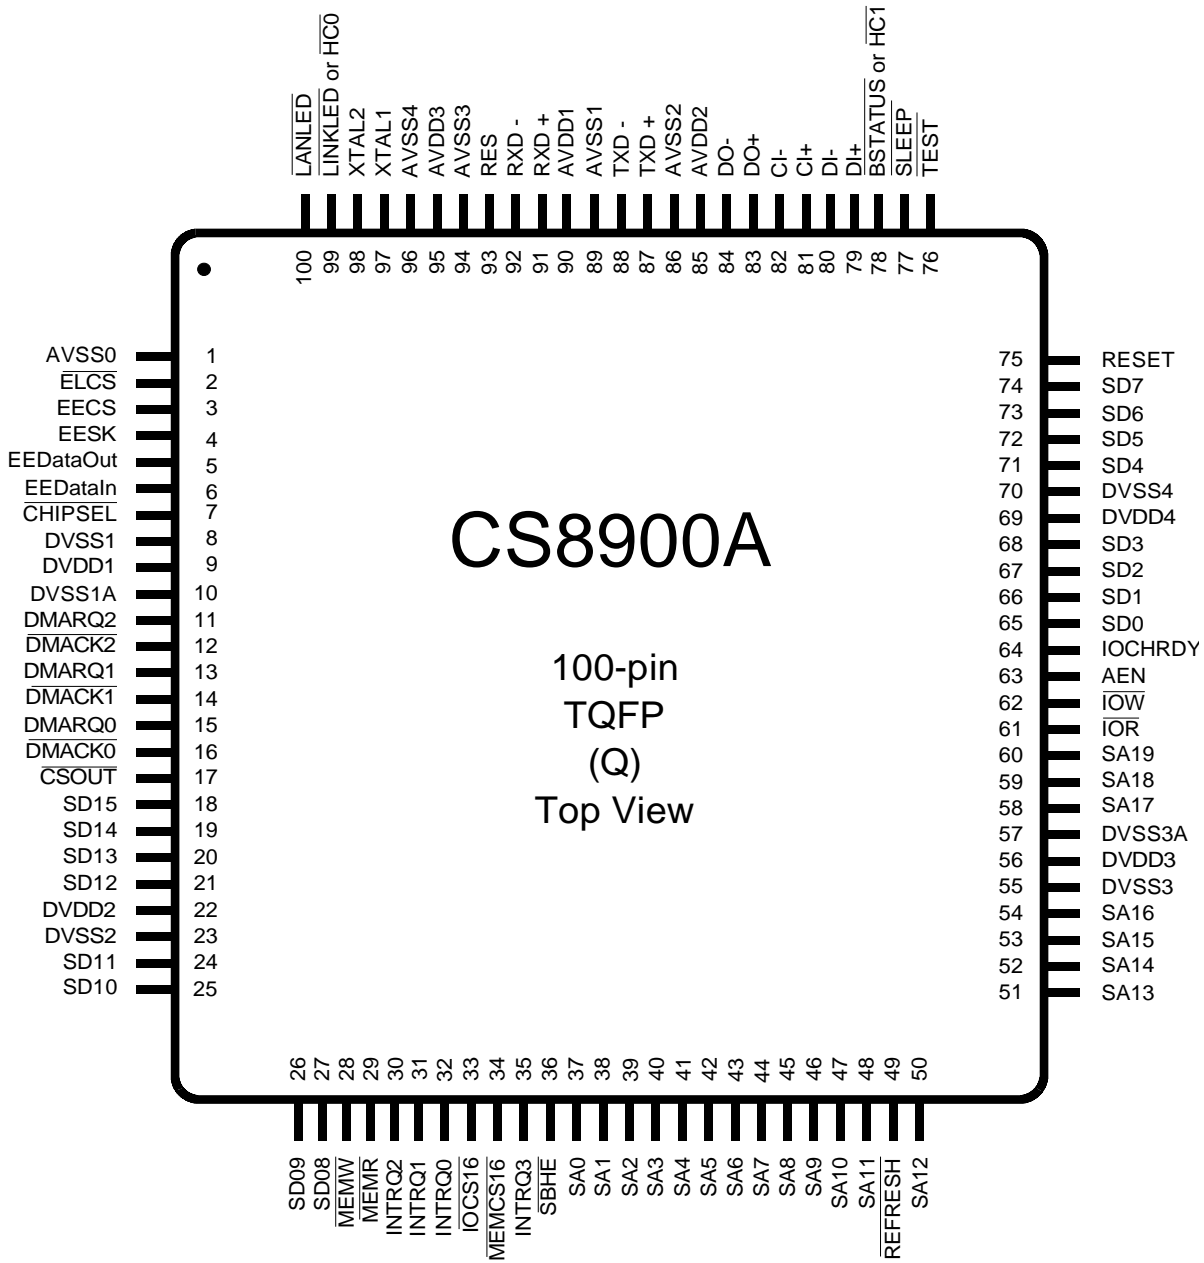 LANLED
LINKLED or HC0
XTAL2
XTAL1
AVSS4
AVDD3
AVSS3
RES
RXD -
RXD +
AVDD1
AVSS1
TXD -
TXD +
AVSS2
AVDD2
DO-
DO+
CI-
CI+
DI-
DI+
BSTATUS or HC1
SLEEP
TEST
100
99
98
97
96
95
94
93
92
91
90
89
88
87
86
85
84
83
82
81
80
79
78
77
76
AVSS0 1
ELCS 2
EECS 3
EESK 4
EEDataOut 5
EEDataIn 6
CHIPSEL 7
DVSS1 8
DVDD1 9
DVSS1A 10
DMARQ2 11
DMACK2 12
DMARQ1 13
DMACK1 14
DMARQ0 15
DMACK0 16
CSOUT 17
SD15 18
SD14 19
SD13 20
SD12 21
DVDD2 22
DVSS2 23
SD11 24
SD10 25
CS8900A
100-pin
TQFP
(Q)
Top View
75 RESET
74 SD7
73 SD6
72 SD5
71 SD4
70 DVSS4
69 DVDD4
68 SD3
67 SD2
66 SD1
65 SD0
64 IOCHRDY
63 AEN
62 IOW
61 IOR
60 SA19
59 SA18
58 SA17
57 DVSS3A
56 DVDD3
55 DVSS3
54 SA16
53 SA15
52 SA14
51 SA13
26
27
28
29
30
31
32
33
34
35
36
37
38
39
40
41
42
43
44
45
46
47
48
49
50
SD09
SD08
MEMW
MEMR
INTRQ2
INTRQ1
INTRQ0
IOCS16
MEMCS16
INTRQ3
SBHE
SA0
SA1
SA2
SA3
SA4
SA5
SA6
SA7
SA8
SA9
SA10
SA11
REFRESH
SA12